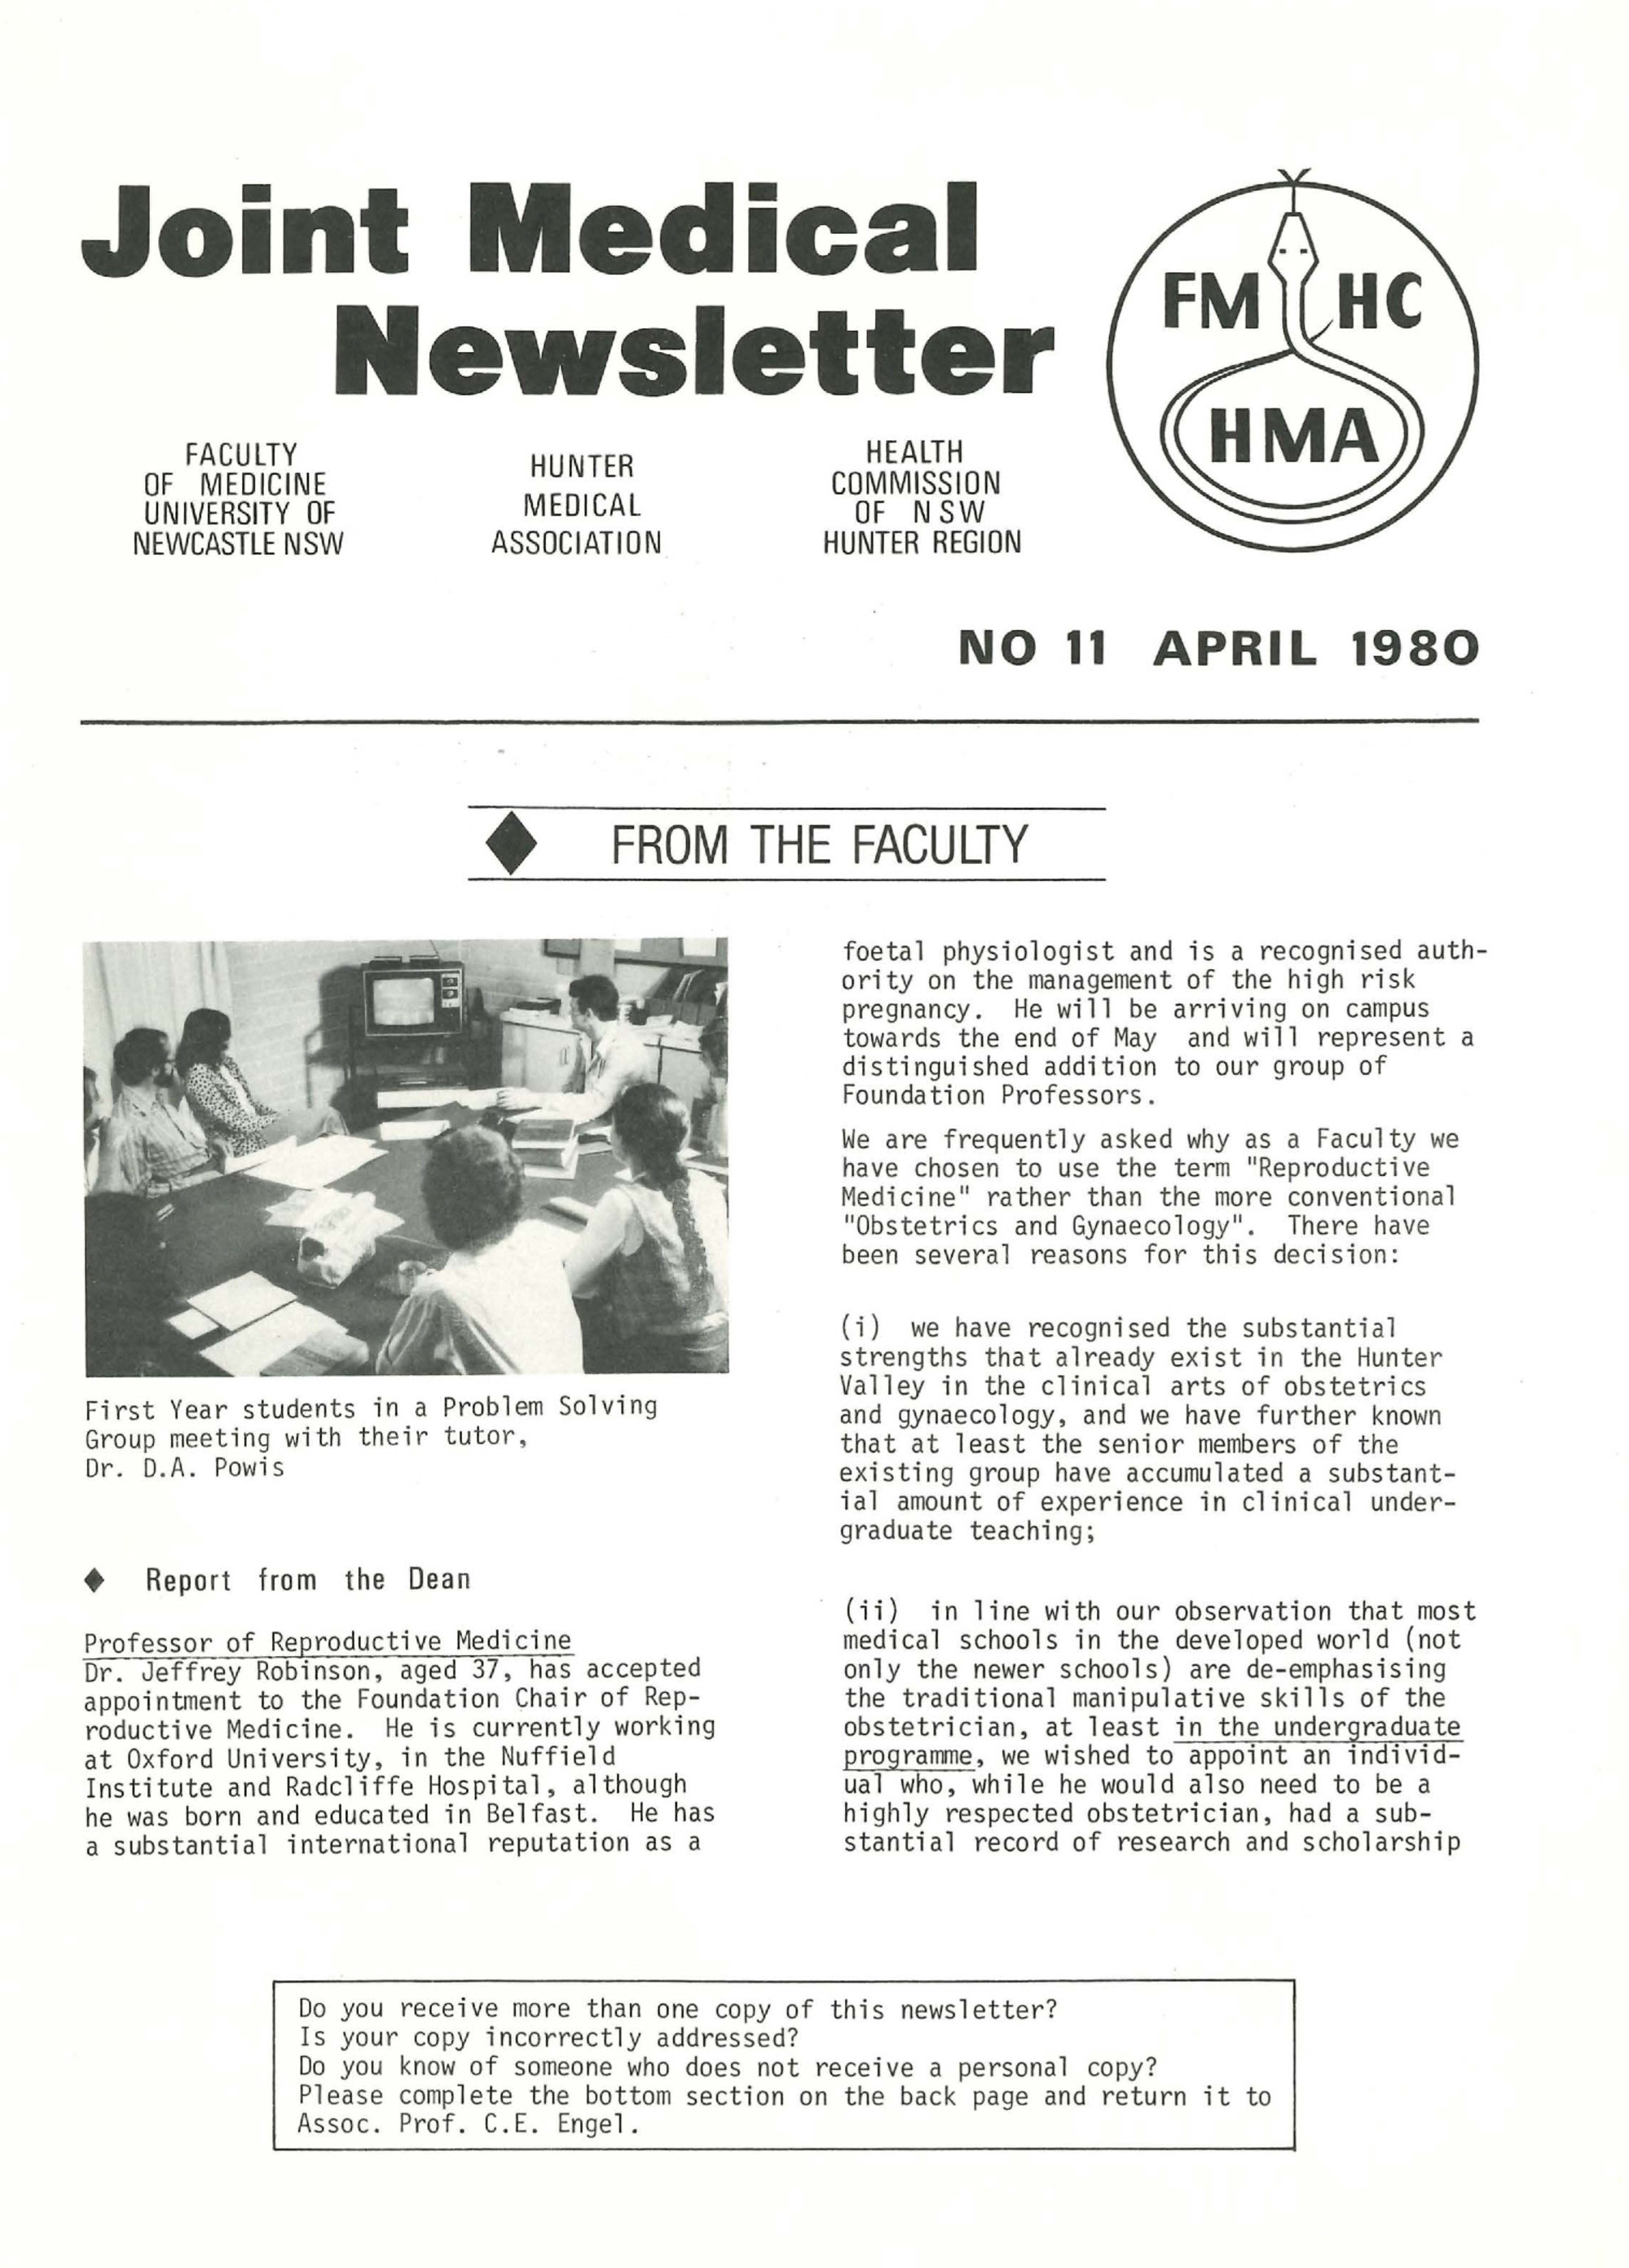 Joint Medical
Newsletter
FM HC
HMA
FACULTY
OF MEDICINE
UNIVERSITY OF
NEWCASTLE NSW
HUNTER
MEDICAL
ASSOCIATION
HEALTH
COMMISSION
OF NSW
HUNTER REGION
NO 11 APRIL 1980
FROM THE FACULTY
First Year students in a Problem Solving
Group meeting with their tutor,
Dr. D.A. Powis
Report from the Dean
Professor of Reproductive Medicine
Dr. Jeffrey Robinson, aged 37, has accepted
appointment to the Foundation Chair of Rep-
roductive Medicine. He is currently working
at Oxford University, in the Nuffield
Institute and Radcliffe Hospital, although
he was born and educated in Belfast. He has
a substantial international reputation as a
foetal physiologist and is a recognised auth-
ority on the management of the high risk
pregnancy. He will be arriving on campus
towards the end of May and will represent a
distinguished addition to our group of
Foundation Professors.
We are frequently asked why as a Faculty we
have chosen to use the term "Reproductive
Medicine" rather than the more conventional
"Obstetrics and Gynaecology". There have
been several reasons for this decision:
(i) we have recognised the substantial
strengths that already exist in the Hunter
Valley in the clinical arts of obstetrics
and gynaecology, and we have further known
that at least the senior members of the
existing group have accumulated a substant-
ial amount of experience in clinical under-
graduate teaching;
(ii) in line with our observation that most
medical schools in the developed world (not
only the newer schools) are de-emphasising
the traditional manipulative skills of the
obstetrician, at least in the undergraduate
programme, we wished to appoint an individ-
ual who, while he would also need to be a
highly respected obstetrician, had a sub-
stantial record of research and scholarship
Do you receive more than one copy of this newsletter?
Is your copy incorrectly addressed?
Do you know of someone who does not receive a personal copy?
Please complete the bottom section on the back page and return it to
Assoc. Prof. C.E. Engel.